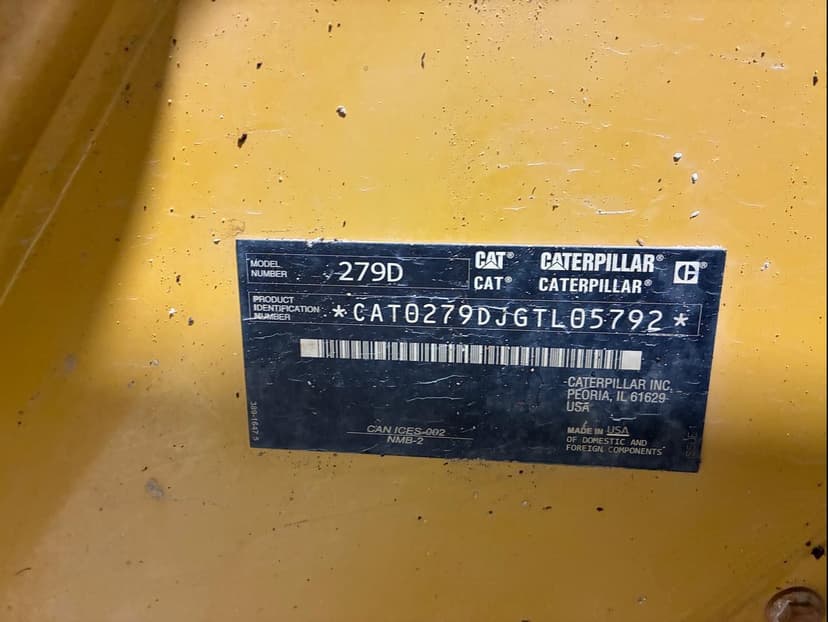 MODEL NUMBER 279D
CAT® CATERPILLAR® C®
CAT® CATERPILLAR®
PRODUCT IDENTIFICATION NUMBER *CAT0279DJGTL05792*
CATERPILLAR INC.
PEORIA, IL 61629
USA
CAN ICES-002
NMB-2
MADE IN USA
OF DOMESTIC AND
FOREIGN COMPONENTS